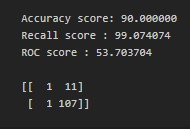 Accuracy score: 90.000000
Recall score : 99.074074
ROC score : 53.703704
[[  1  11]
 [  1 107]]